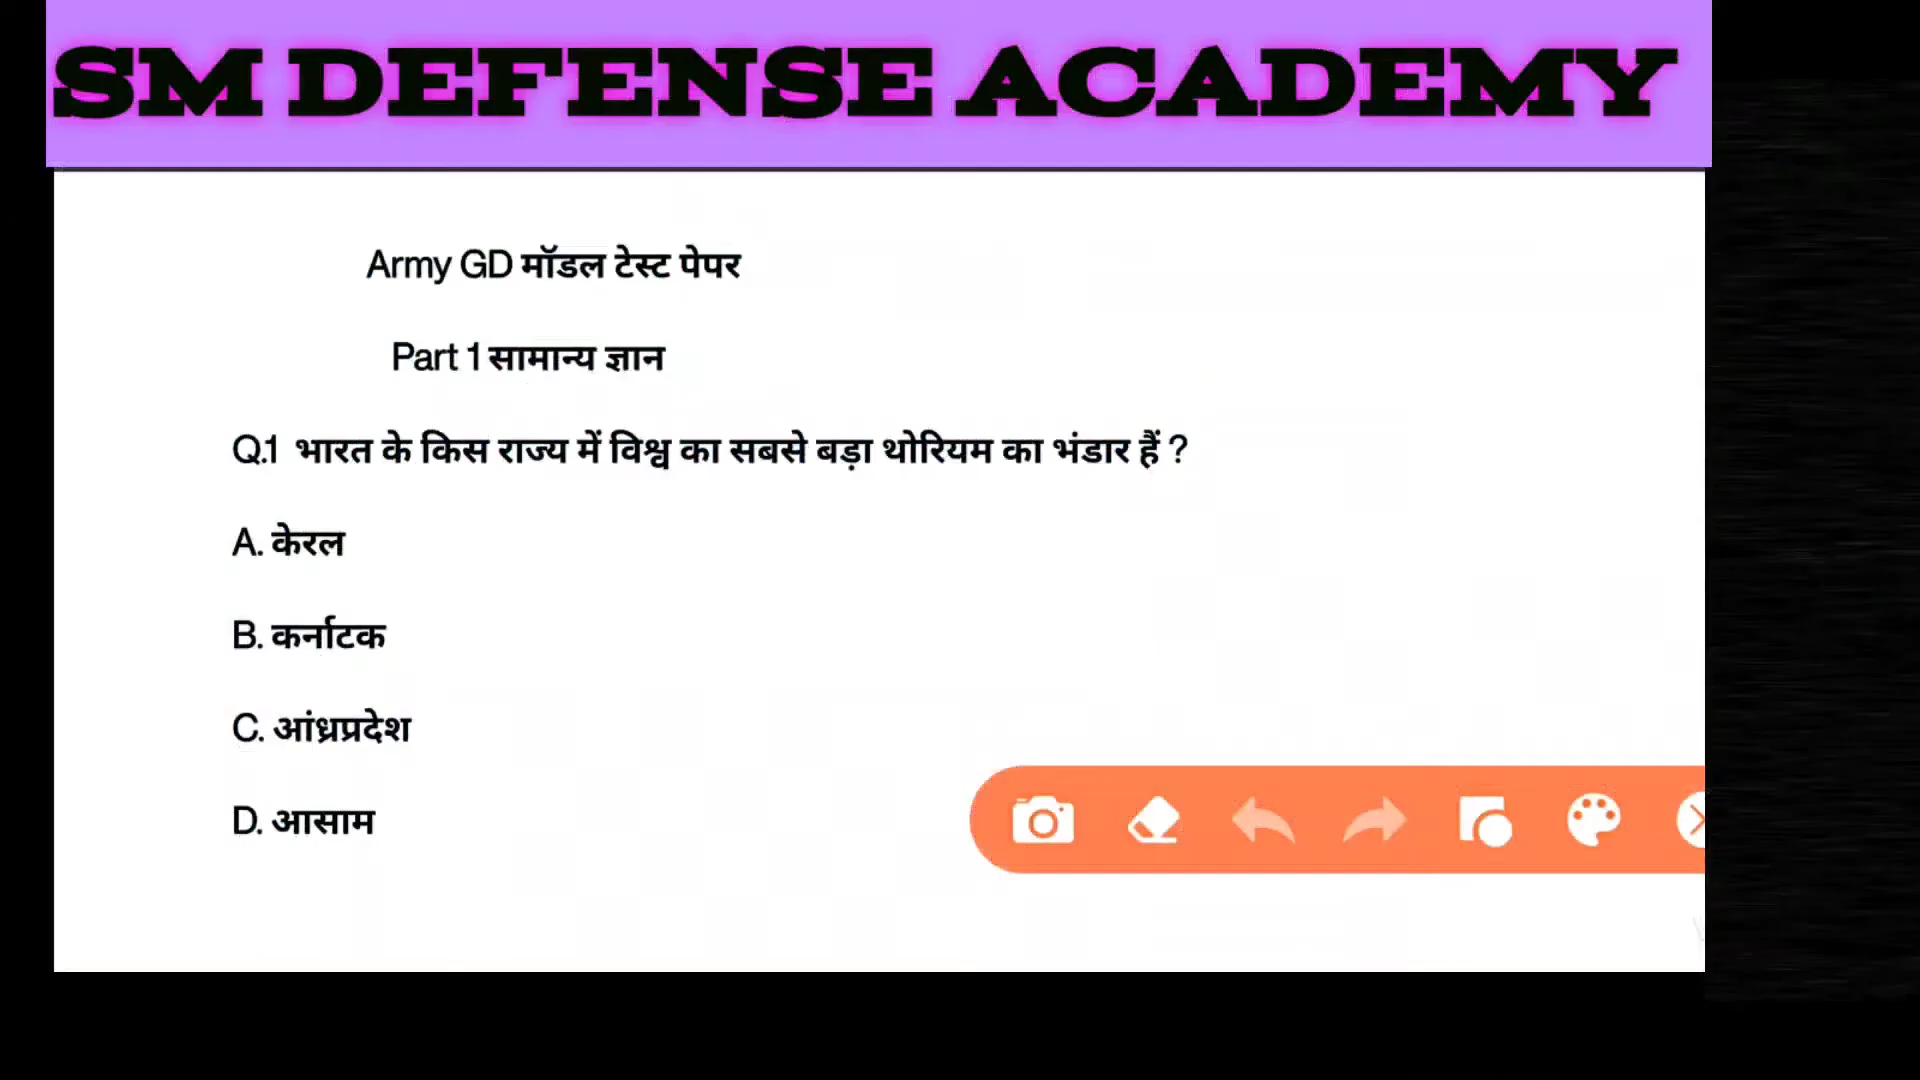 SM DEFENSE ACADEMY
Army GD मॉडल टेस्ट पेपर
Part 1 सामान्य ज्ञान
Q.1 भारत के किस राज्य में विश्व का सबसे बड़ा थोरियम का भंडार हैं ?
A. केरल
B. कर्नाटक
C. आंध्रप्रदेश
D. आसाम